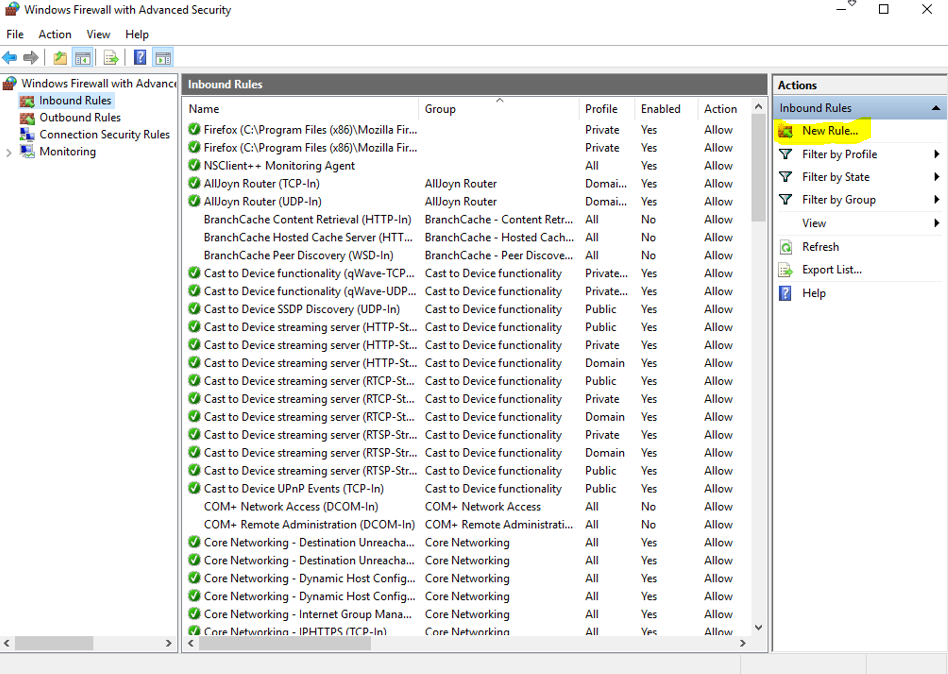 Windows Firewall with Advanced Security
File Action View Help
Windows Firewall with Advance
Inbound Rules
Outbound Rules
Connection Security Rules
Monitoring
Inbound Rules
Name Group Profile Enabled Action
Firefox (C:\Program Files (x86)\Mozilla Fir... Private Yes Allow
Firefox (C:\Program Files (x86)\Mozilla Fir... Private Yes Allow
NSClient++ Monitoring Agent All Yes Allow
AllJoyn Router (TCP-In) AllJoyn Router Domai... Yes Allow
AllJoyn Router (UDP-In) AllJoyn Router Domai... Yes Allow
BranchCache Content Retrieval (HTTP-In) BranchCache - Content Retr... All No Allow
BranchCache Hosted Cache Server (HTT... BranchCache - Hosted Cach... All No Allow
BranchCache Peer Discovery (WSD-In) BranchCache - Peer Discove... All No Allow
Cast to Device functionality (qWave-TCP... Cast to Device functionality Private... Yes Allow
Cast to Device functionality (qWave-UDP... Cast to Device functionality Private... Yes Allow
Cast to Device SSDP Discovery (UDP-In) Cast to Device functionality Public Yes Allow
Cast to Device streaming server (HTTP-St... Cast to Device functionality Public Yes Allow
Cast to Device streaming server (HTTP-St... Cast to Device functionality Private Yes Allow
Cast to Device streaming server (HTTP-St... Cast to Device functionality Domain Yes Allow
Cast to Device streaming server (RTCP-St... Cast to Device functionality Public Yes Allow
Cast to Device streaming server (RTCP-St... Cast to Device functionality Private Yes Allow
Cast to Device streaming server (RTCP-St... Cast to Device functionality Domain Yes Allow
Cast to Device streaming server (RTSP-Str... Cast to Device functionality Private Yes Allow
Cast to Device streaming server (RTSP-Str... Cast to Device functionality Domain Yes Allow
Cast to Device streaming server (RTSP-Str... Cast to Device functionality Public Yes Allow
Cast to Device UPnP Events (TCP-In) Cast to Device functionality Public Yes Allow
COM+ Network Access (DCOM-In) COM+ Network Access All No Allow
COM+ Remote Administration (DCOM-In) COM+ Remote Administrati... All No Allow
Core Networking - Destination Unreacha... Core Networking All Yes Allow
Core Networking - Destination Unreacha... Core Networking All Yes Allow
Core Networking - Dynamic Host Config... Core Networking All Yes Allow
Core Networking - Dynamic Host Config... Core Networking All Yes Allow
Core Networking - Internet Group Mana... Core Networking All Yes Allow
Core Networking - IPHTTPS (TCP-In) Core Networking All Yes Allow
Actions
Inbound Rules
New Rule...
Filter by Profile
Filter by State
Filter by Group
View
Refresh
Export List...
Help